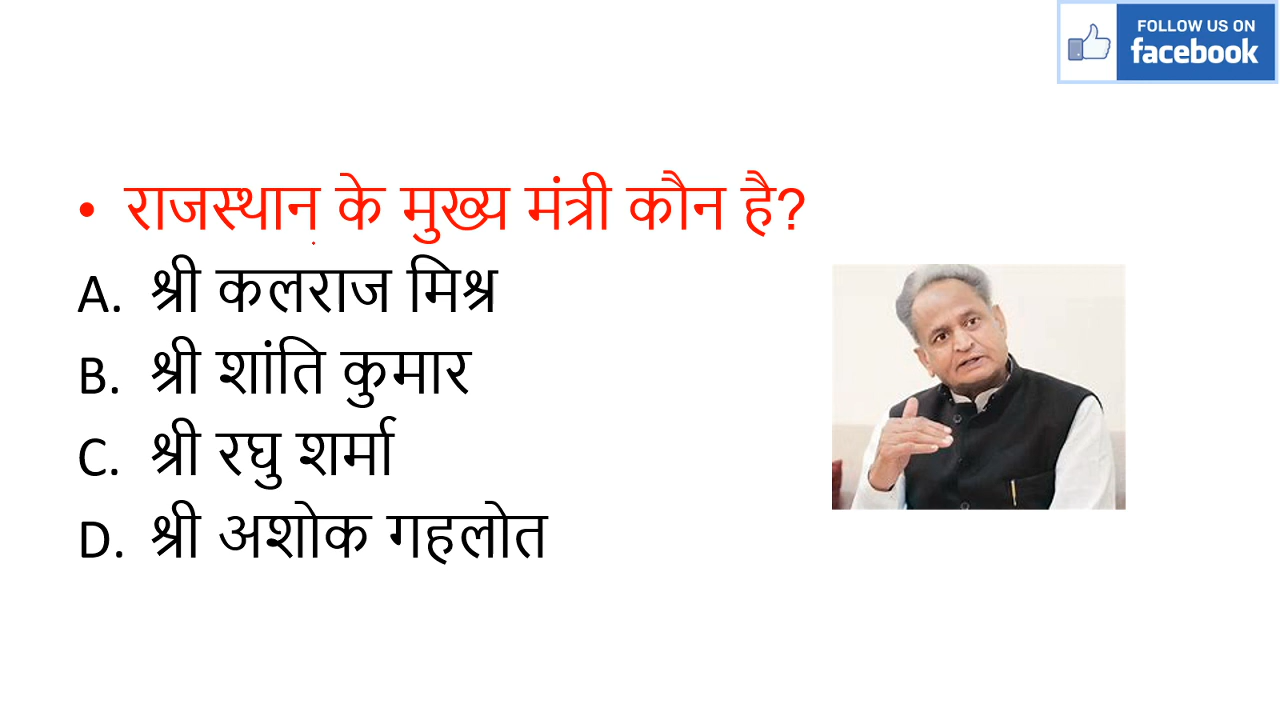 FOLLOW US ON
facebook
• राजस्थान के मुख्य मंत्री कौन है?
A. श्री कलराज मिश्र
B. श्री शांति कुमार
C. श्री रघु शर्मा
D. श्री अशोक गहलोत